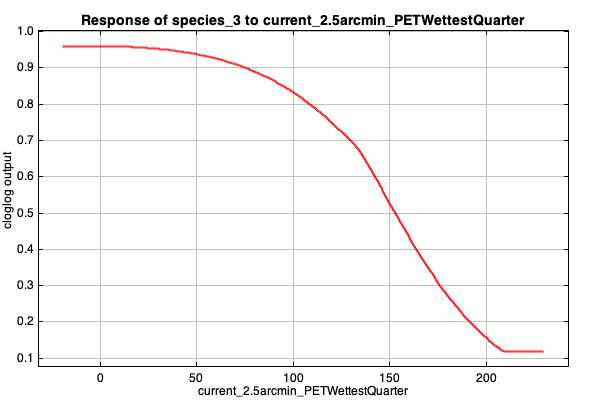 Response of species_3 to current_2.5arcmin_PETWettestQuarter
1.0
0.9
0.8
0.7
0.6
0.5
0.4
0.3
0.2
0.1
cloglog output
0 50 100 150 200
current_2.5arcmin_PETWettestQuarter